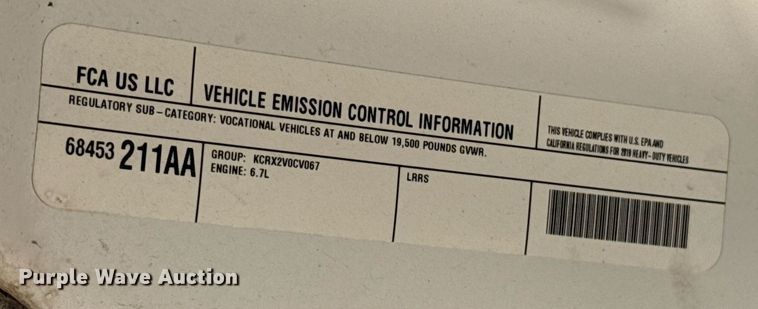 FCA US LLC
VEHICLE EMISSION CONTROL INFORMATION
THIS VEHICLE COMPLIES WITH U.S. EPA AND
CALIFORNIA REGULATIONS FOR 2019 HEAVY-DUTY VEHICLES
REGULATORY SUB-CATEGORY: VOCATIONAL VEHICLES AT AND BELOW 19,500 POUNDS GVWR.
68453 211AA
GROUP: KCRX2V0CV067
ENGINE: 6.7L
LRRS
Purple Wave Auction